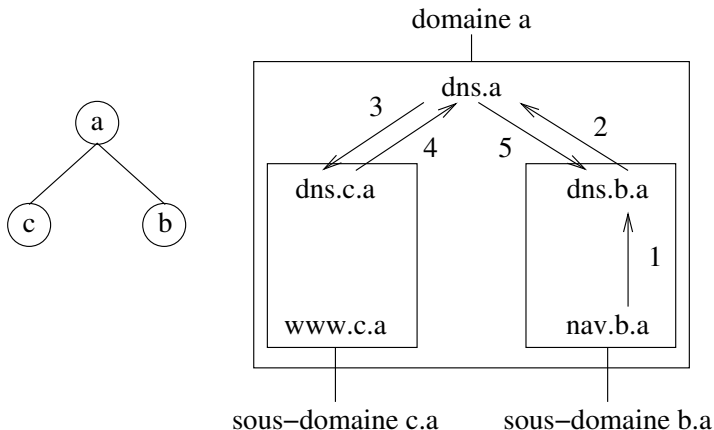 domaine a
dns.a
a
3
2
4
5
dns.c.a
dns.b.a
c
b
1
www.c.a
nav.b.a
sous-domaine c.a
sous-domaine b.a